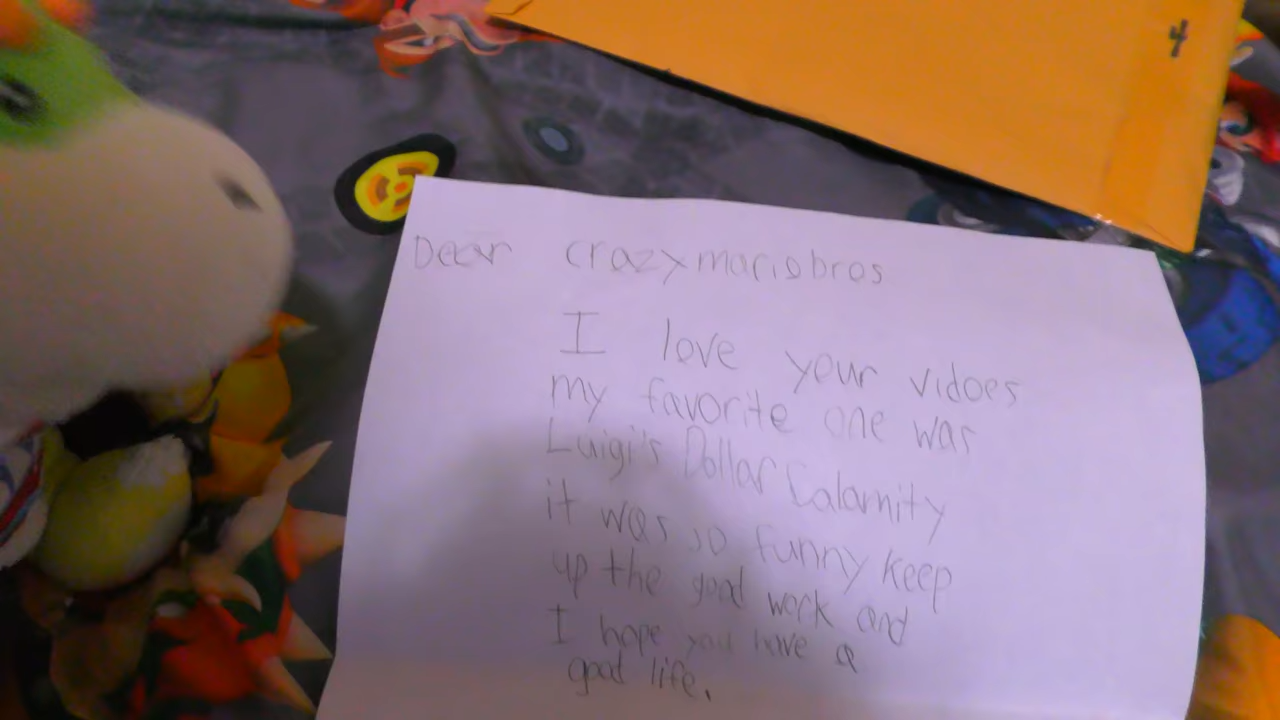 4
Dear crazymariobros
I love your vidoes
my favorite one was
Luigi's Dollar Calamity
it was so funny keep
up the good work and
I hope you have a
good life.